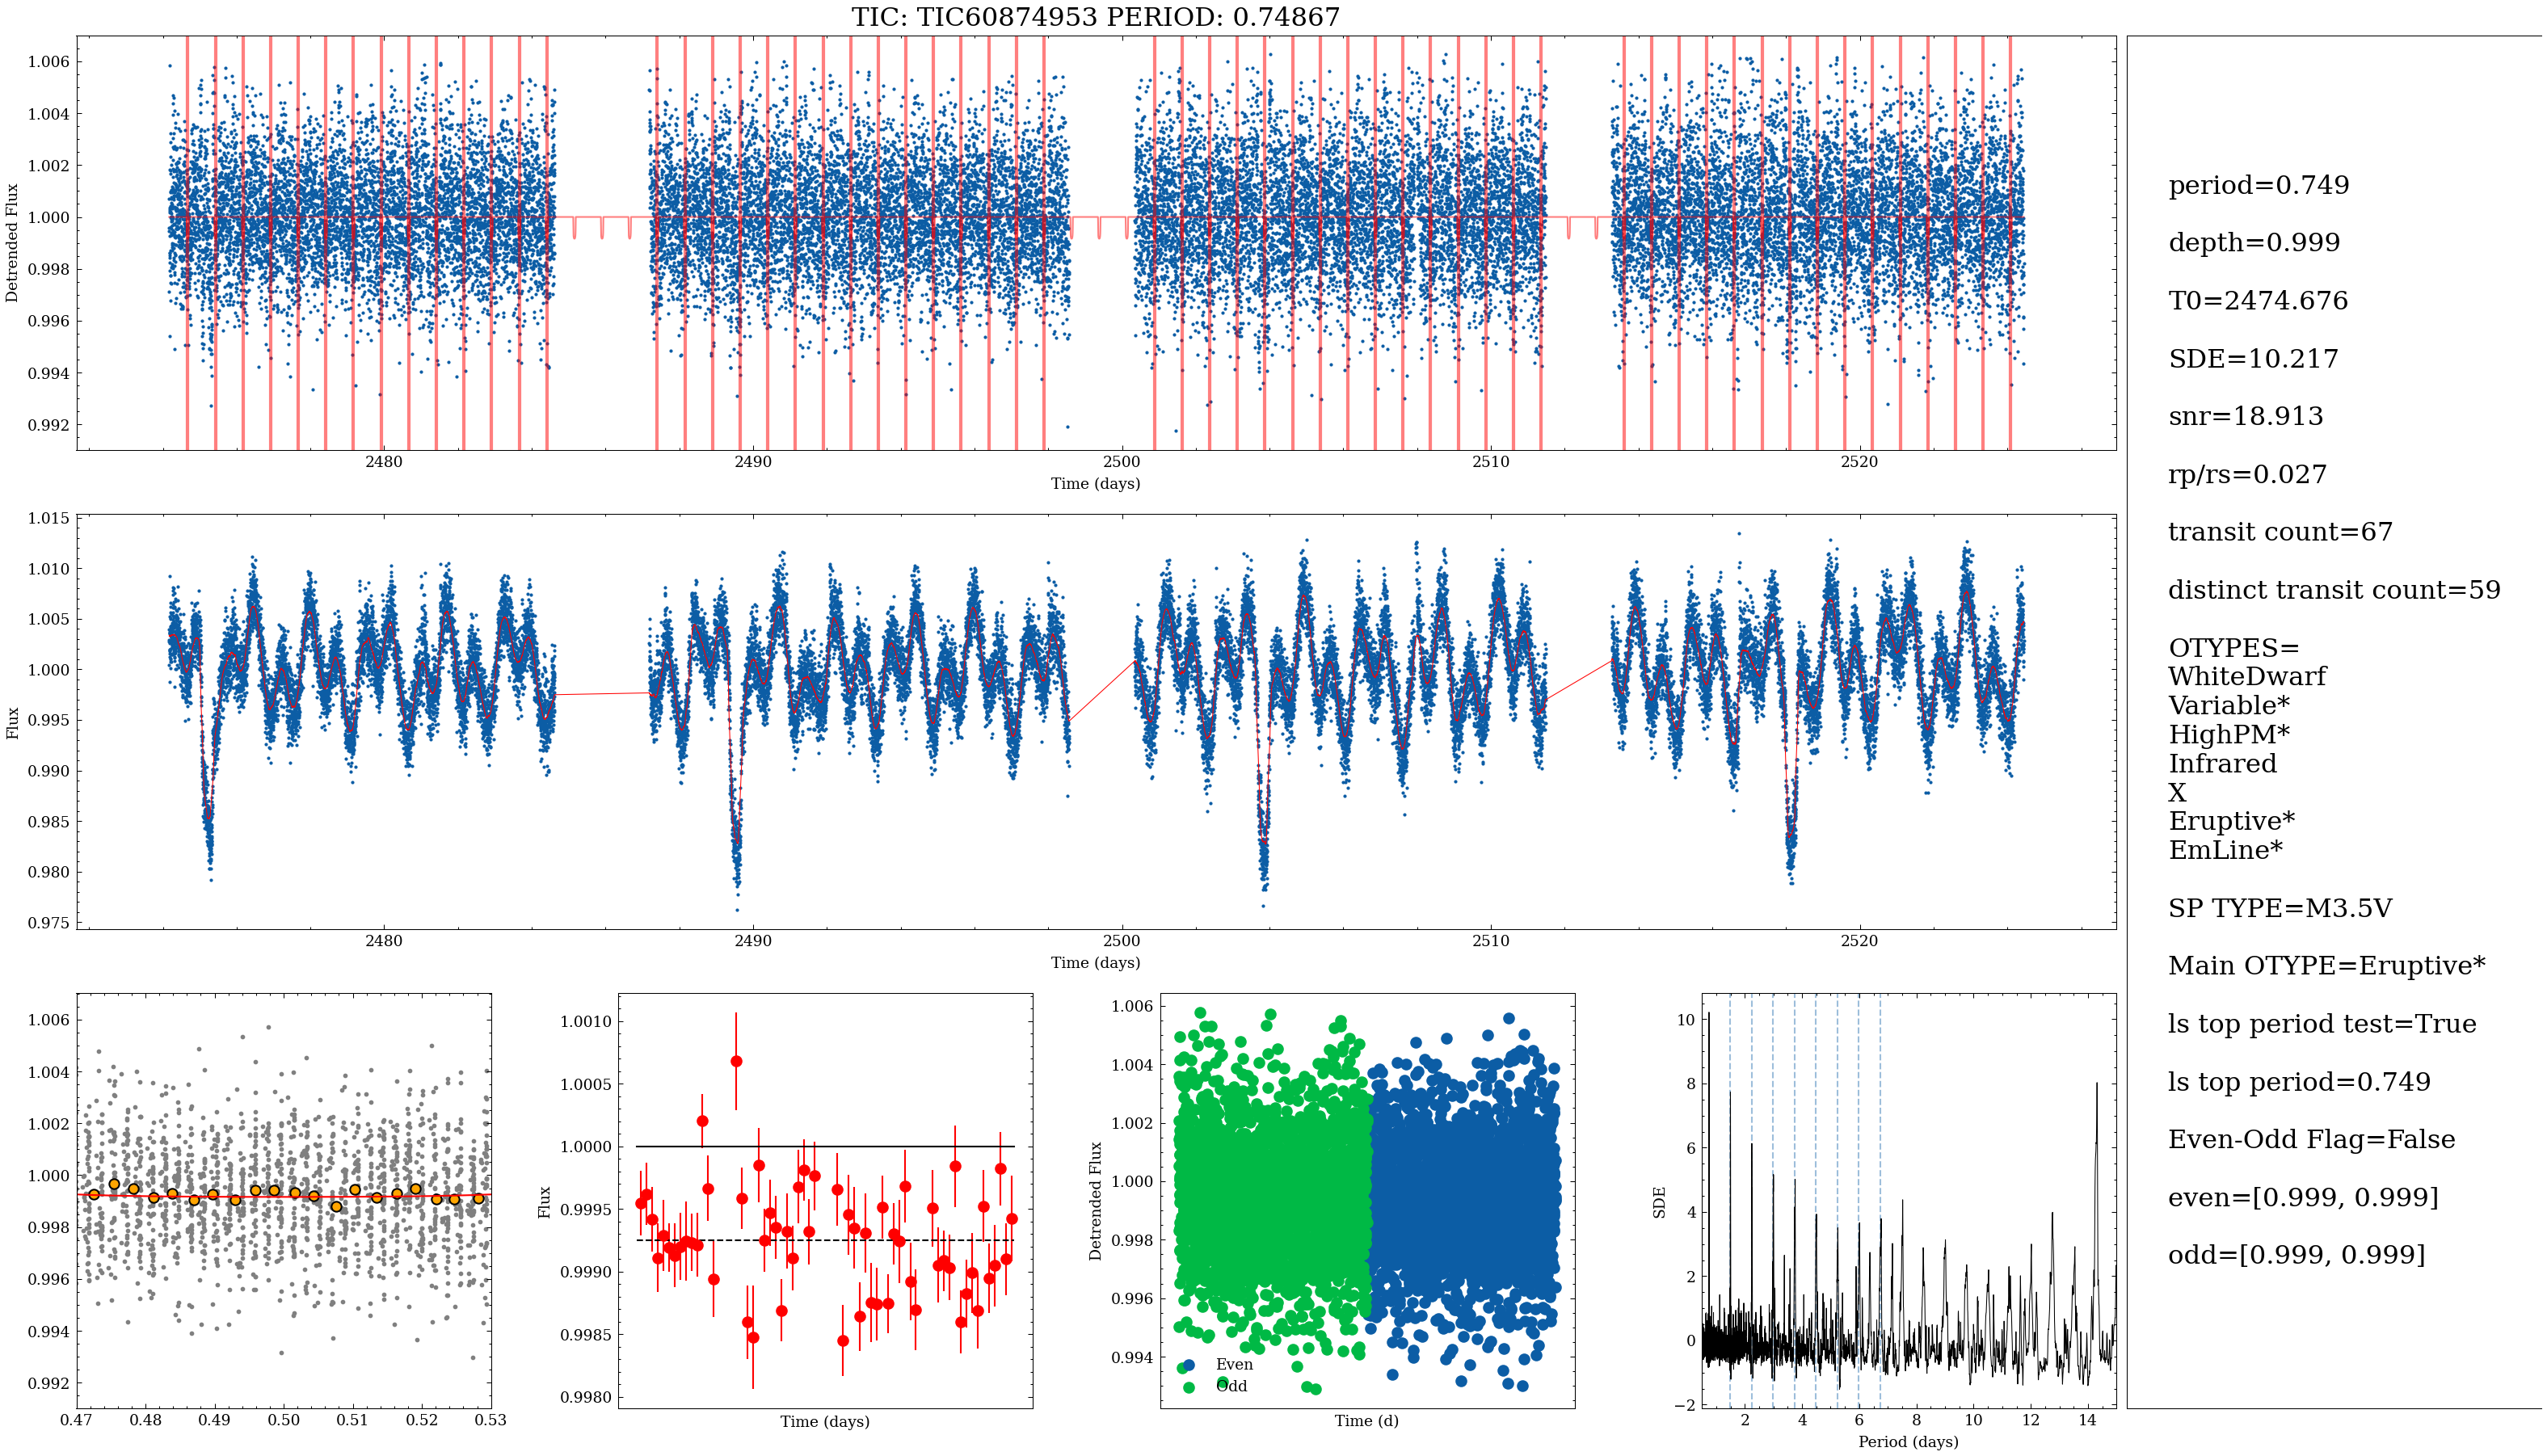 TIC: TIC60874953 PERIOD: 0.74867
1.006
1.004
1.002
1.000
0.998
0.996
0.994
0.992
Detrended Flux
2480
2490
2500
2510
2520
Time (days)
1.015
1.010
1.005
1.000
0.995
0.990
0.985
0.980
0.975
Flux
2480
2490
2500
2510
2520
Time (days)
1.006
1.004
1.002
1.000
0.998
0.996
0.994
0.992
0.47
0.48
0.49
0.50
0.51
0.52
0.53
1.0010
1.0005
1.0000
0.9995
0.9990
0.9985
0.9980
Flux
Time (days)
1.006
1.004
1.002
1.000
0.998
0.996
0.994
Detrended Flux
Even
Odd
Time (d)
10
8
6
4
2
0
−2
SDE
2
4
6
8
10
12
14
Period (days)
period=0.749
depth=0.999
T0=2474.676
SDE=10.217
snr=18.913
rp/rs=0.027
transit count=67
distinct transit count=59
OTYPES=
WhiteDwarf
Variable*
HighPM*
Infrared
X
Eruptive*
EmLine*
SP TYPE=M3.5V
Main OTYPE=Eruptive*
ls top period test=True
ls top period=0.749
Even-Odd Flag=False
even=[0.999, 0.999]
odd=[0.999, 0.999]